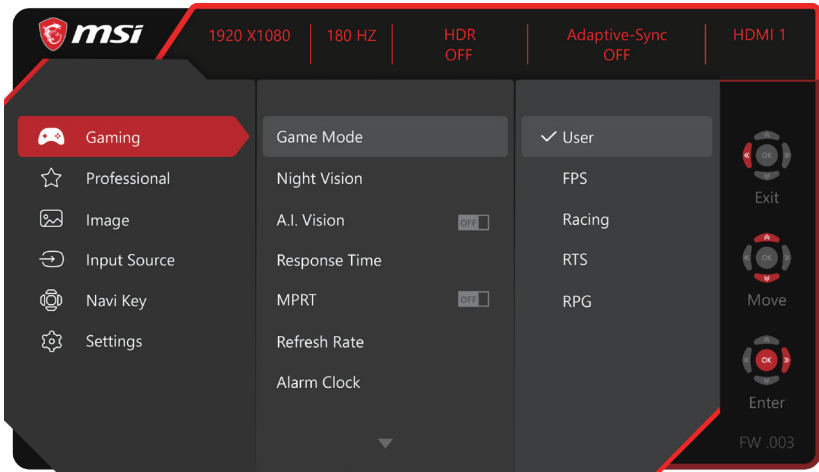 msi
1920 X1080
180 HZ
HDR
OFF
Adaptive-Sync
OFF
HDMI 1
Gaming
Professional
Image
Input Source
Navi Key
Settings
Game Mode
Night Vision
A.I. Vision OFF
Response Time
MPRT OFF
Refresh Rate
Alarm Clock
User
FPS
Racing
RTS
RPG
OK
Exit
OK
Move
OK
Enter
FW .003